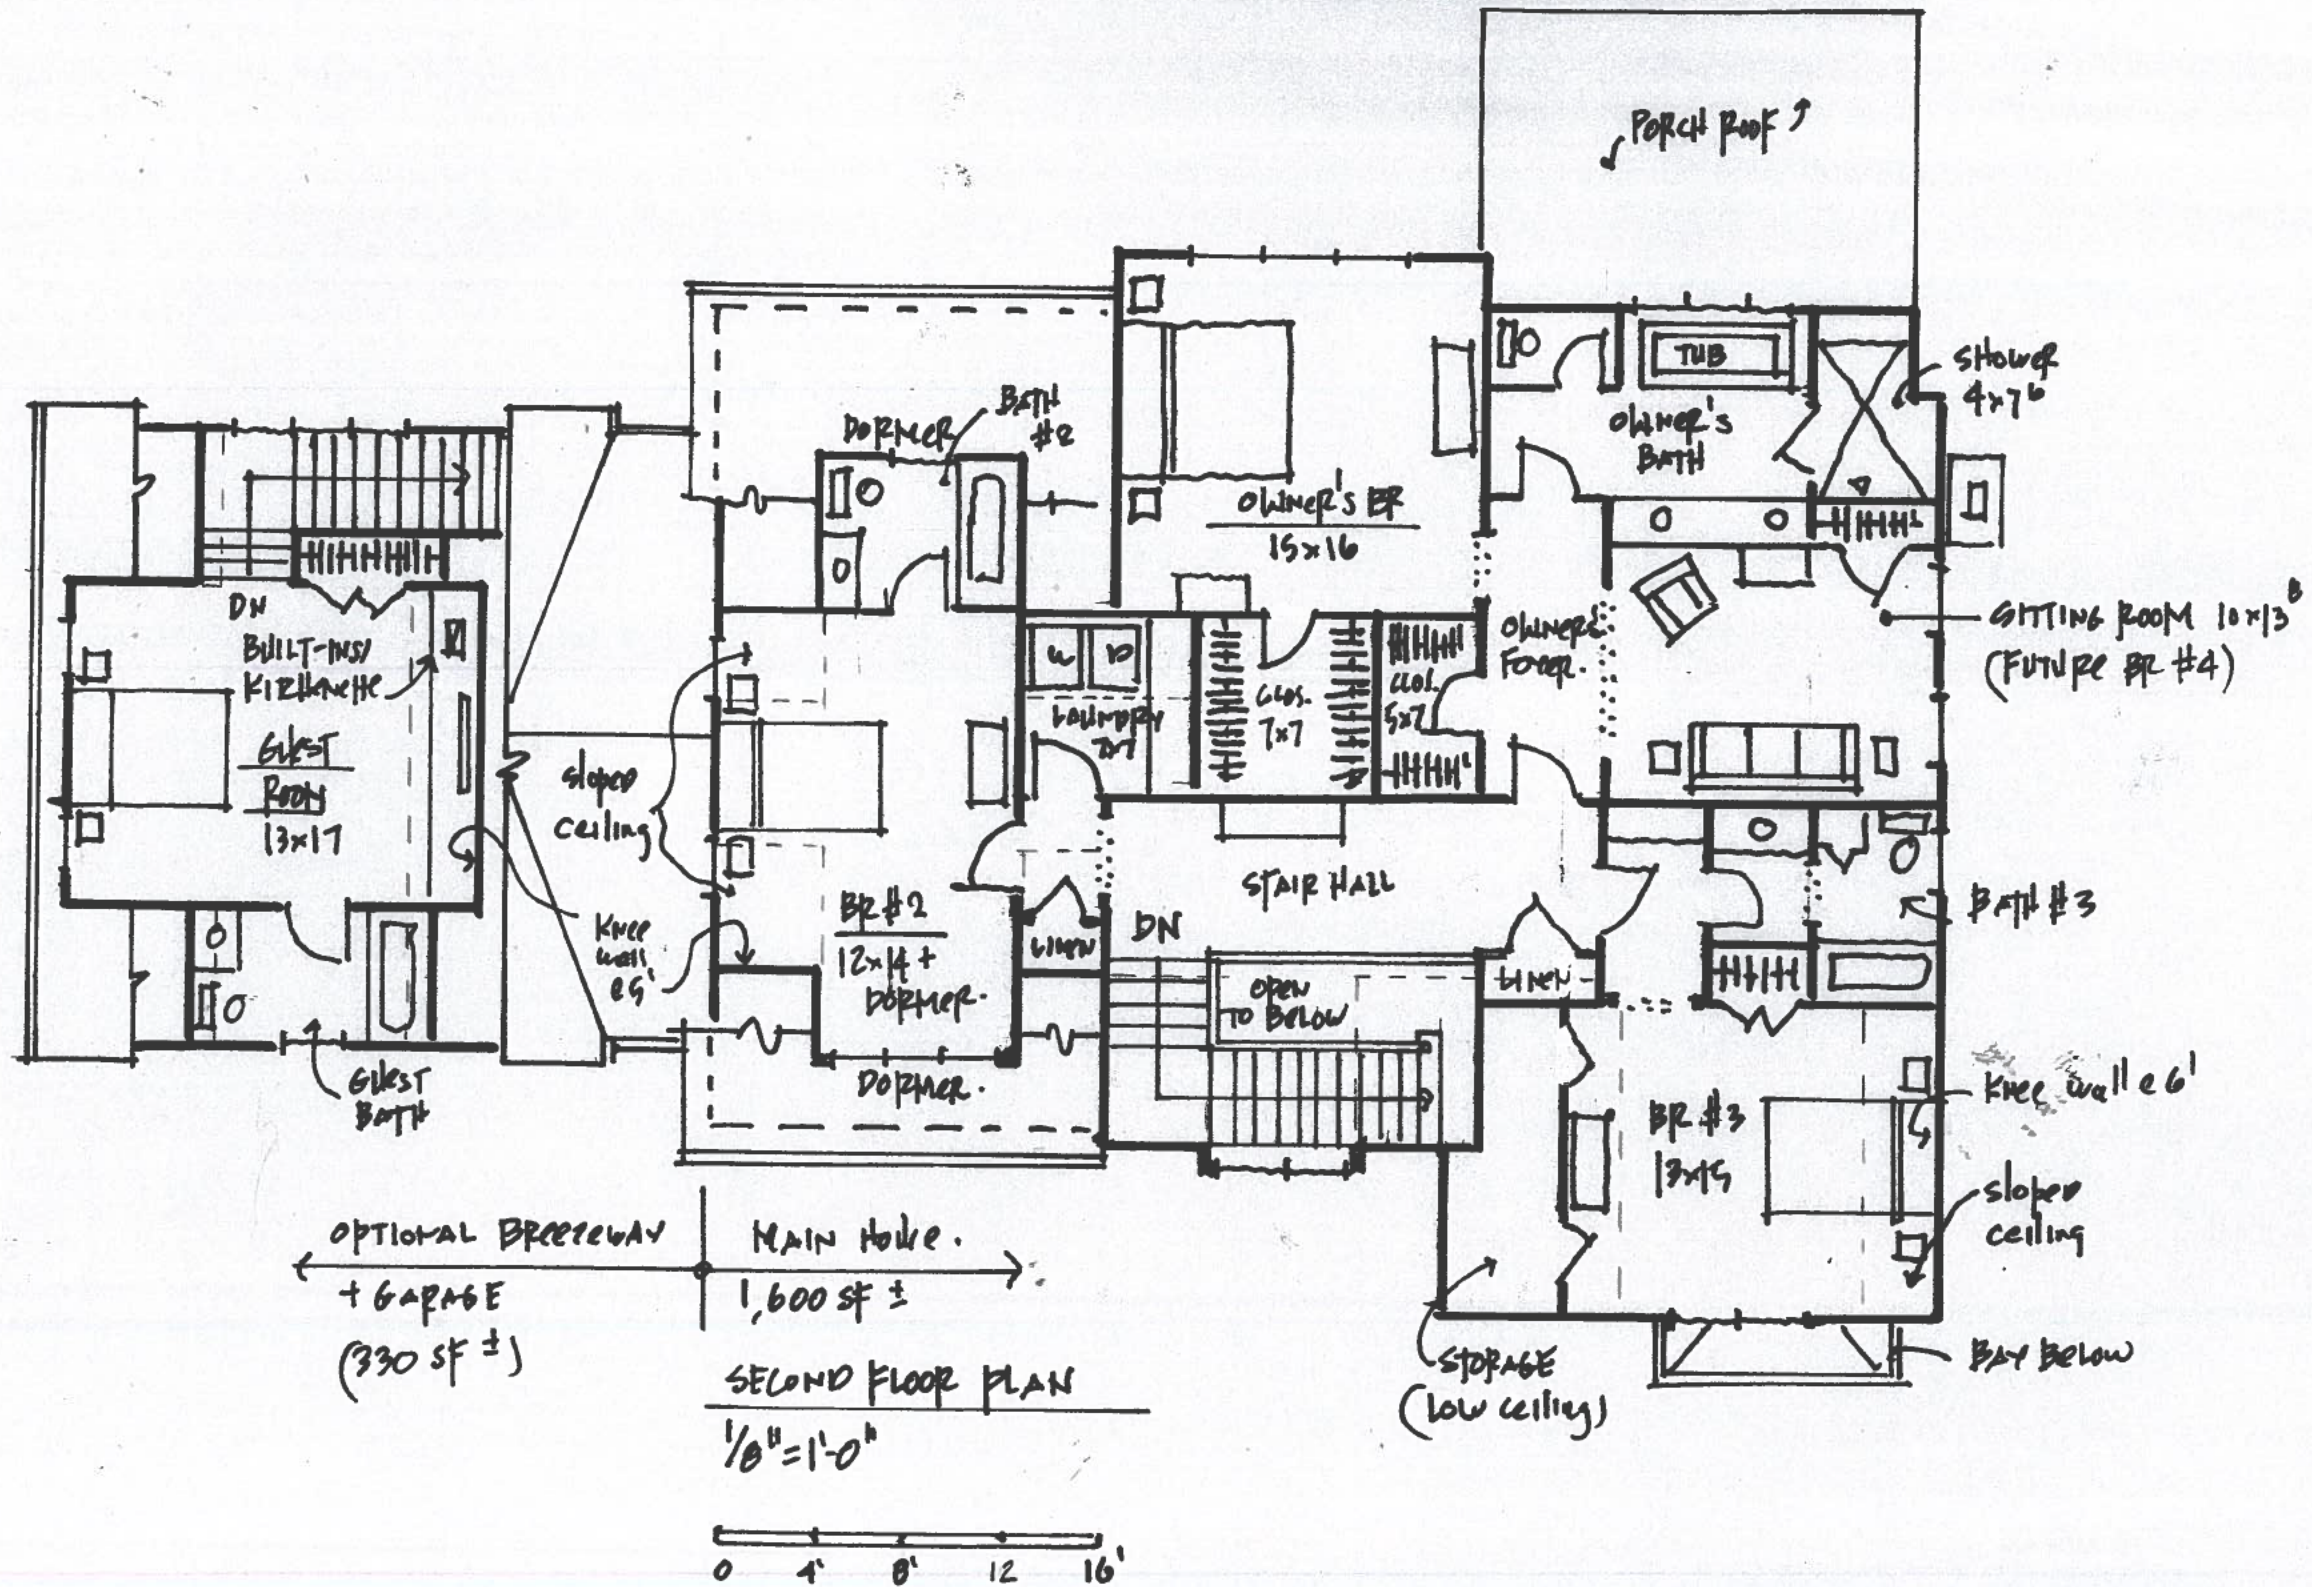 PORCH ROOF
SHOWER
4x7⁶
TUB
OWNER'S
BATH
BATH
#2
DORMER
OWNER'S BR
15x16
SITTING ROOM 10x13⁸
(FUTURE BR #4)
OWNER'S
FOYER.
DN
BUILT-INS/
KITCHENETTE
W D
LAUNDRY
7x7
CLOS.
7x7
CLOS.
5x7
GUEST
ROOM
13x17
sloped
ceiling
STAIR HALL
BATH #3
BR #2
12x14 +
DORMER.
Knee
wall
@5'
LINEN
DN
LINEN
OPEN
TO BELOW
GUEST
BATH
DORMER.
BR #3
13x15
Knee wall @ 6'
sloped
ceiling
OPTIONAL BREEZEWAY
+ GARAGE
(330 SF ±)
MAIN HOUSE.
1,600 SF ±
STORAGE
(LOW ceiling)
BAY BELOW
SECOND FLOOR PLAN
1/8"=1'-0"
0 4' 8' 12 16'